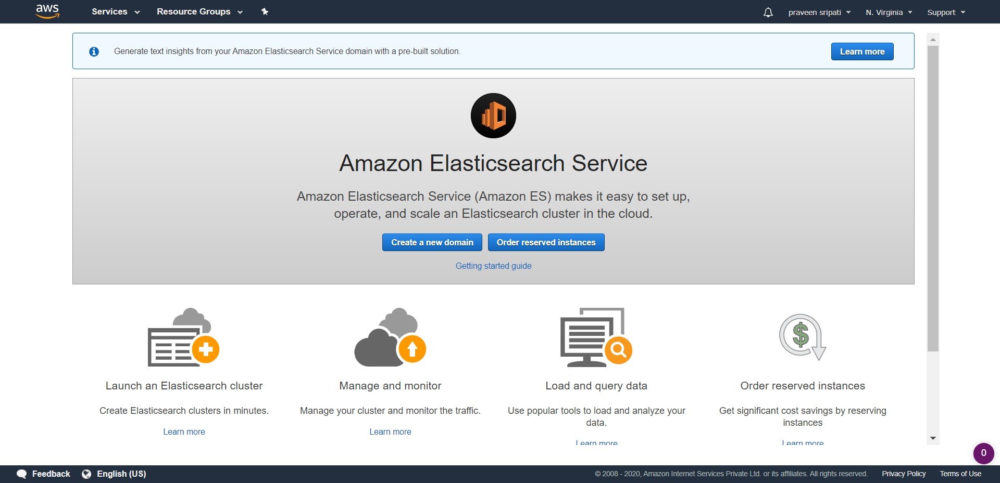 aws Services Resource Groups praveen sripati N. Virginia Support
Generate text insights from your Amazon Elasticsearch Service domain with a pre-built solution. Learn more
Amazon Elasticsearch Service
Amazon Elasticsearch Service (Amazon ES) makes it easy to set up,
operate, and scale an Elasticsearch cluster in the cloud.
Create a new domain Order reserved instances
Getting started guide
Launch an Elasticsearch cluster
Create Elasticsearch clusters in minutes.
Learn more
Manage and monitor
Manage your cluster and monitor the traffic.
Learn more
Load and query data
Use popular tools to load and analyze your
data.
Learn more
Order reserved instances
Get significant cost savings by reserving
instances
Learn more
0
Feedback English (US) © 2008 - 2020, Amazon Internet Services Private Ltd. or its affiliates. All rights reserved. Privacy Policy Terms of Use